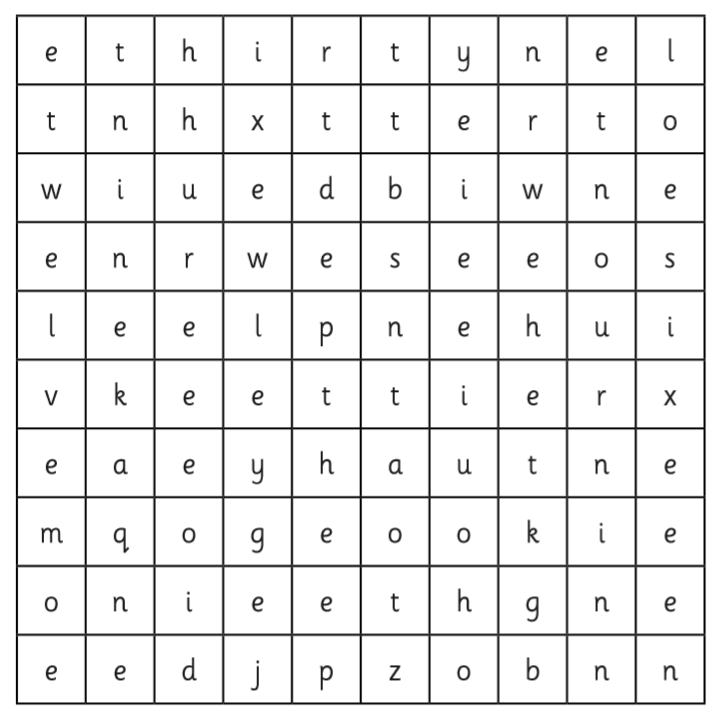 e t h i r t y n e l
t n h x t t e r t o
w i u e d b i w n e
e n r w e s e e o s
l e e l p n e h u i
v k e e t t i e r x
e a e y h a u t n e
m q o g e o o k i e
o n i e e t h g n e
e e d j p z o b n n